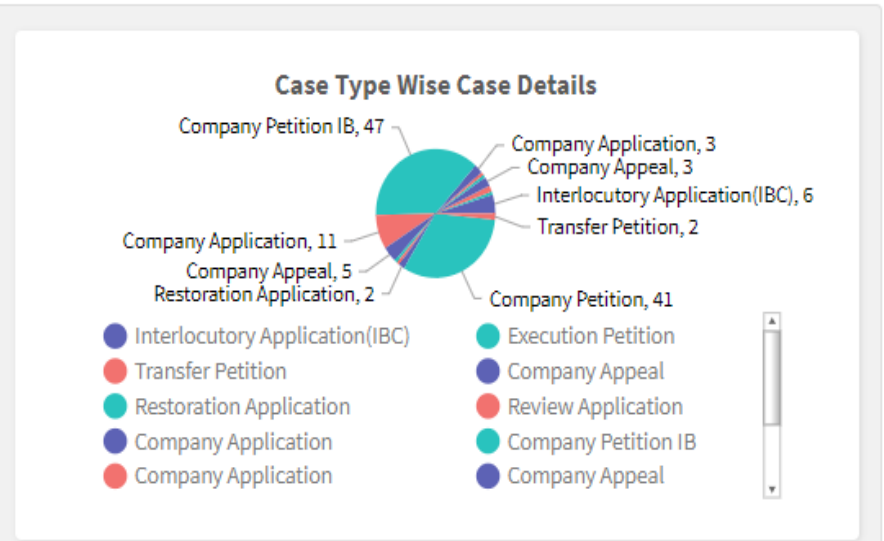 Case Type Wise Case Details
Company Petition IB, 47
Company Application, 3
Company Appeal, 3
Interlocutory Application(IBC), 6
Transfer Petition, 2
Company Application, 11
Company Appeal, 5
Restoration Application, 2
Company Petition, 41
Interlocutory Application(IBC)
Execution Petition
Transfer Petition
Company Appeal
Restoration Application
Review Application
Company Application
Company Petition IB
Company Application
Company Appeal